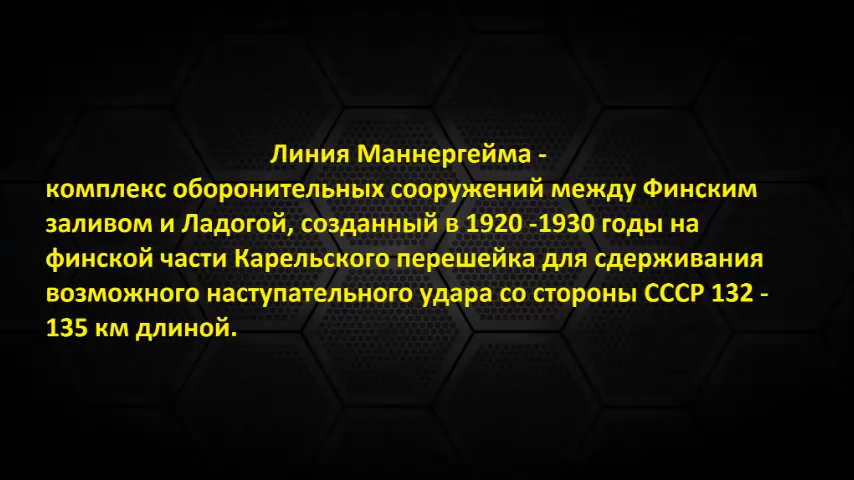 Линия Маннергейма -
комплекс оборонительных сооружений между Финским
заливом и Ладогой, созданный в 1920 -1930 годы на
финской части Карельского перешейка для сдерживания
возможного наступательного удара со стороны СССР 132 -
135 км длиной.